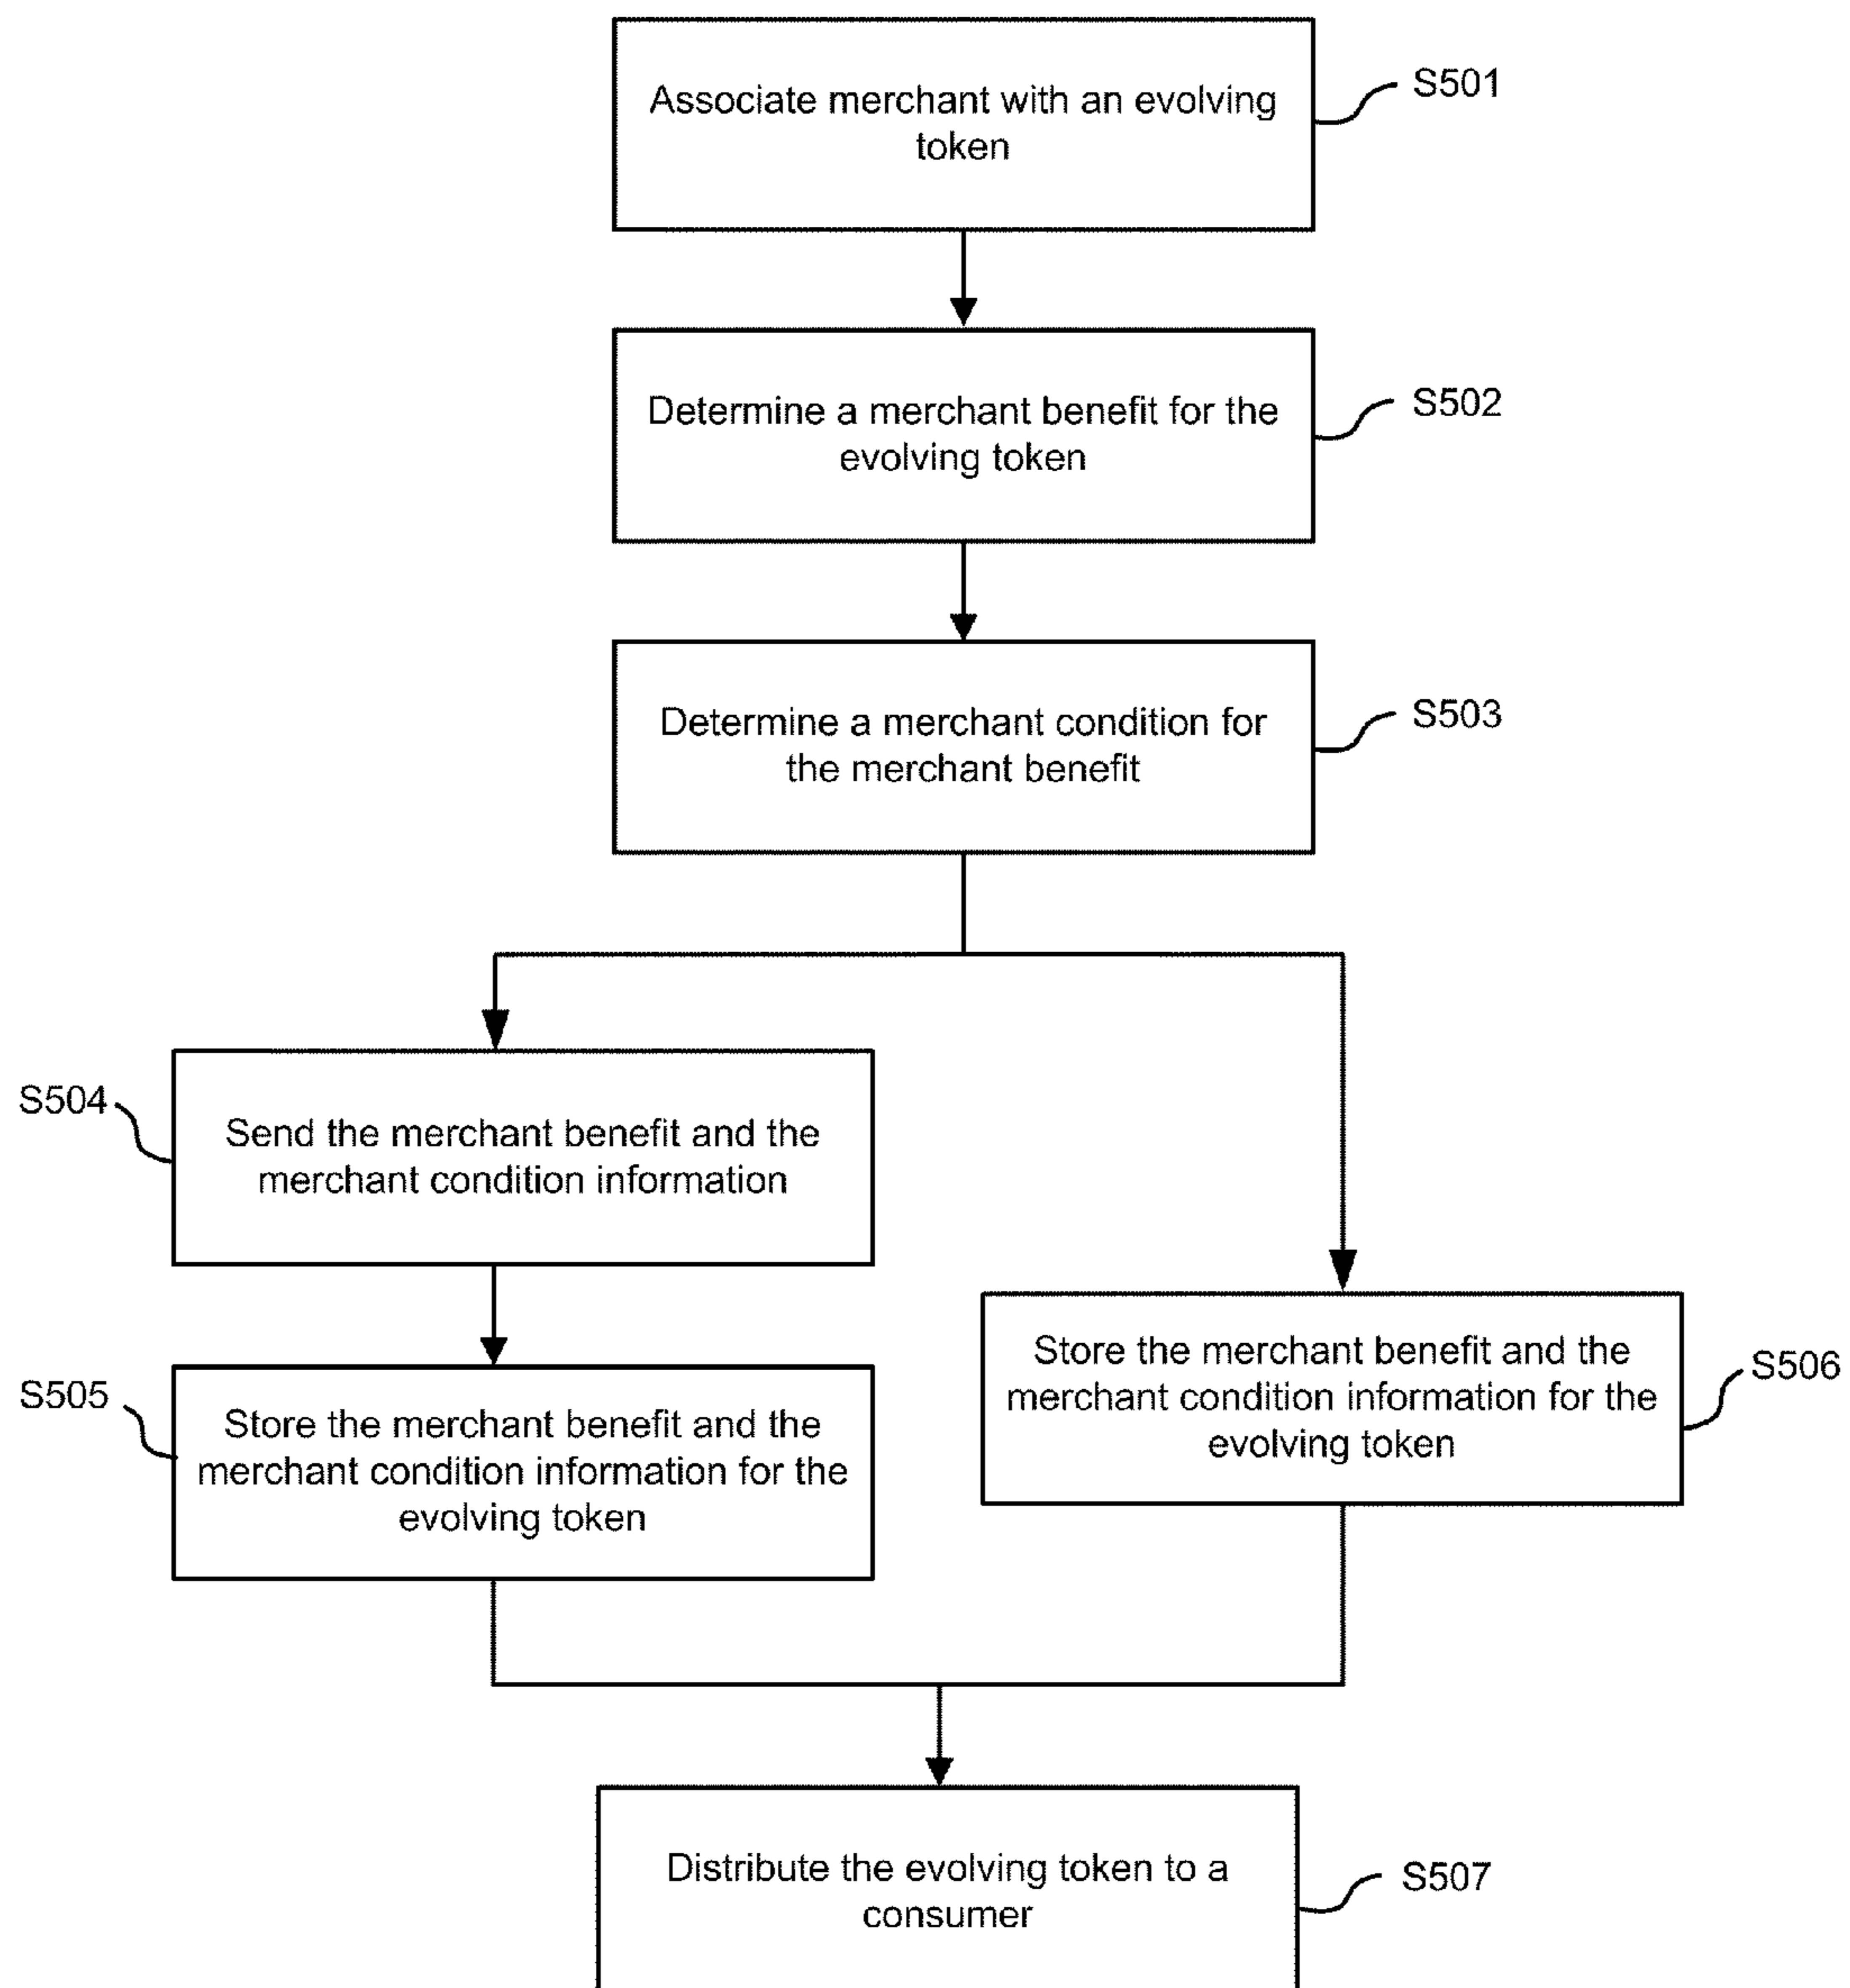 Associate merchant with an evolving
token
S501
Determine a merchant benefit for the
evolving token
S502
Determine a merchant condition for
the merchant benefit
S503
S504
Send the merchant benefit and the
merchant condition information
S505
Store the merchant benefit and the
merchant condition information for the
evolving token
Store the merchant benefit and the
merchant condition information for the
evolving token
S506
Distribute the evolving token to a
consumer
S507